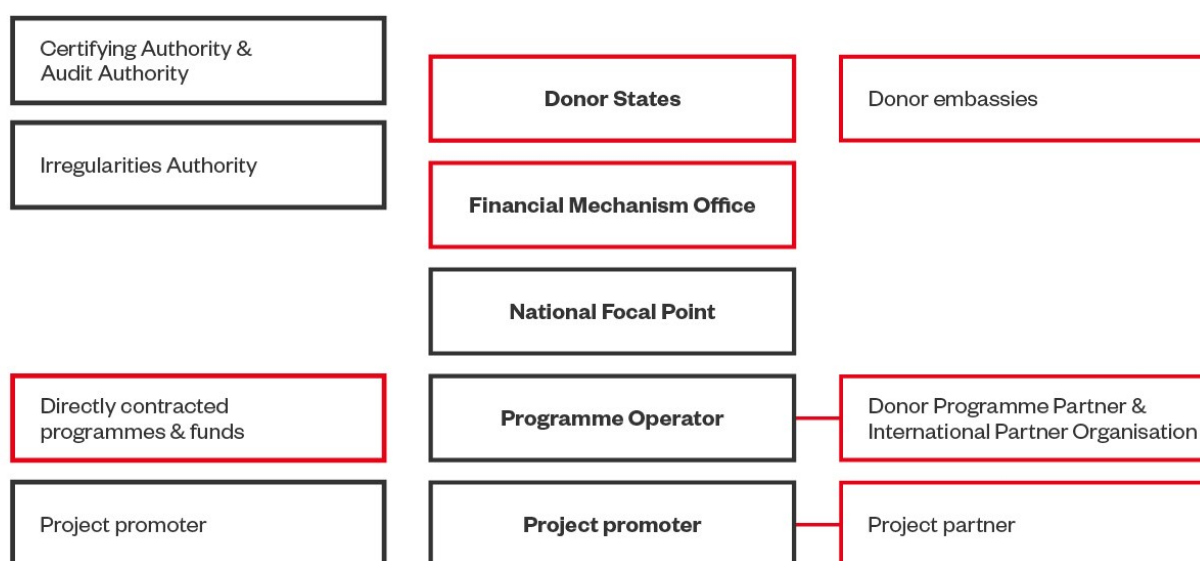 Certifying Authority &
Audit Authority
Donor States
Donor embassies
Irregularities Authority
Financial Mechanism Office
National Focal Point
Directly contracted
programmes & funds
Programme Operator
Donor Programme Partner &
International Partner Organisation
Project promoter
Project promoter
Project partner